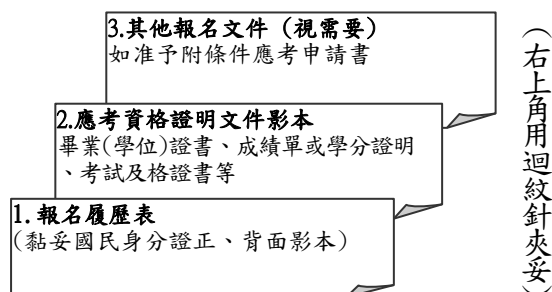 3.其他報名文件（視需要）
如准予附條件應考申請書
2.應考資格證明文件影本
畢業(學位)證書、成績單或學分證明
、考試及格證書等
1.報名履歷表
(黏妥國民身分證正、背面影本)
（右上角用迴紋針夾妥）